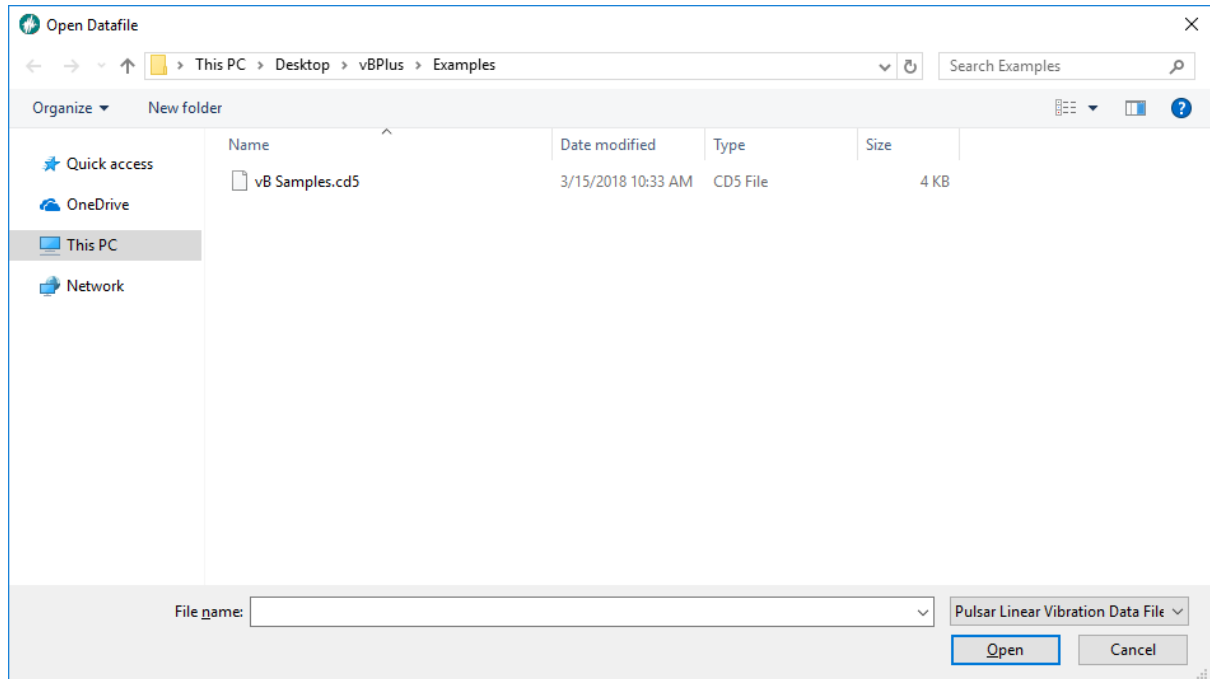 Open Datafile
This PC > Desktop > vBPlus > Examples
Search Examples
Organize
New folder
Name
Date modified
Type
Size
Quick access
OneDrive
This PC
Network
vB Samples.cd5
3/15/2018 10:33 AM
CD5 File
4 KB
File name:
Pulsar Linear Vibration Data File
Open
Cancel